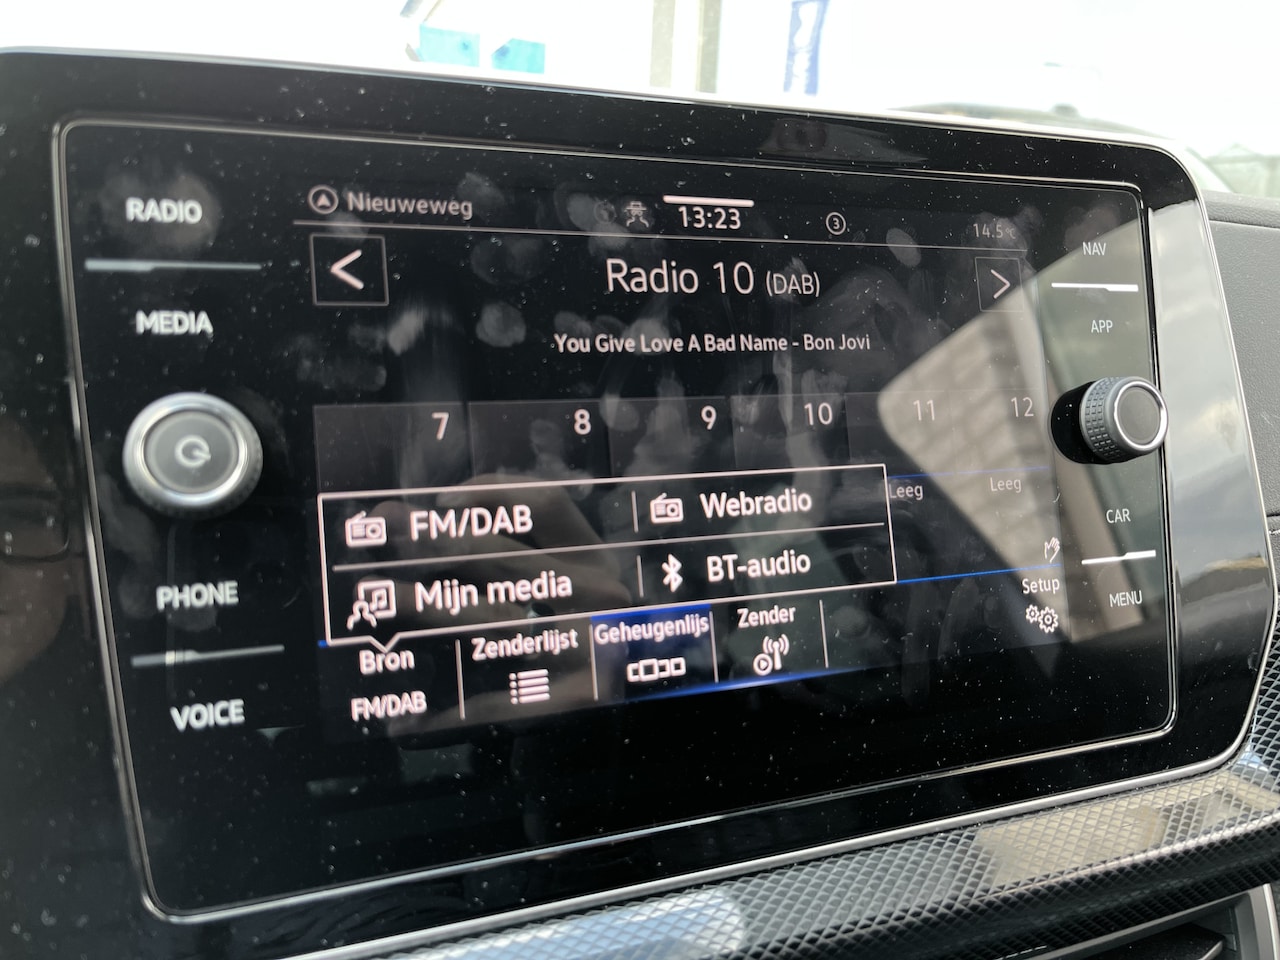 RADIO
MEDIA
PHONE
VOICE
Nieuweweg
13:23
3
14.5°C
Radio 10 (DAB)
You Give Love A Bad Name - Bon Jovi
7 8 9 10 11 12
Leeg Leeg
FM/DAB Webradio
Mijn media BT-audio
Bron
FM/DAB
Zenderlijst
Geheugenlijs
Zender
Setup
NAV
APP
CAR
MENU